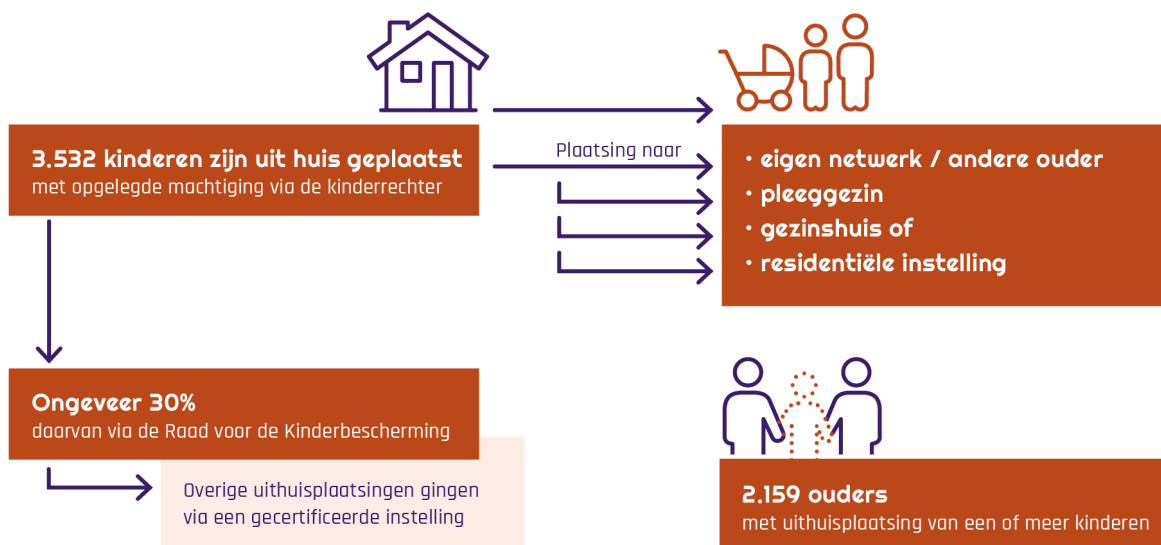 3.532 kinderen zijn uit huis geplaatst
met opgelegde machtiging via de kinderrechter
Plaatsing naar
· eigen netwerk / andere ouder
· pleeggezin
· gezinshuis of
· residentiële instelling
Ongeveer 30%
daarvan via de Raad voor de Kinderbescherming
Overige uithuisplaatsingen gingen
via een gecertificeerde instelling
2.159 ouders
met uithuisplaatsing van een of meer kinderen